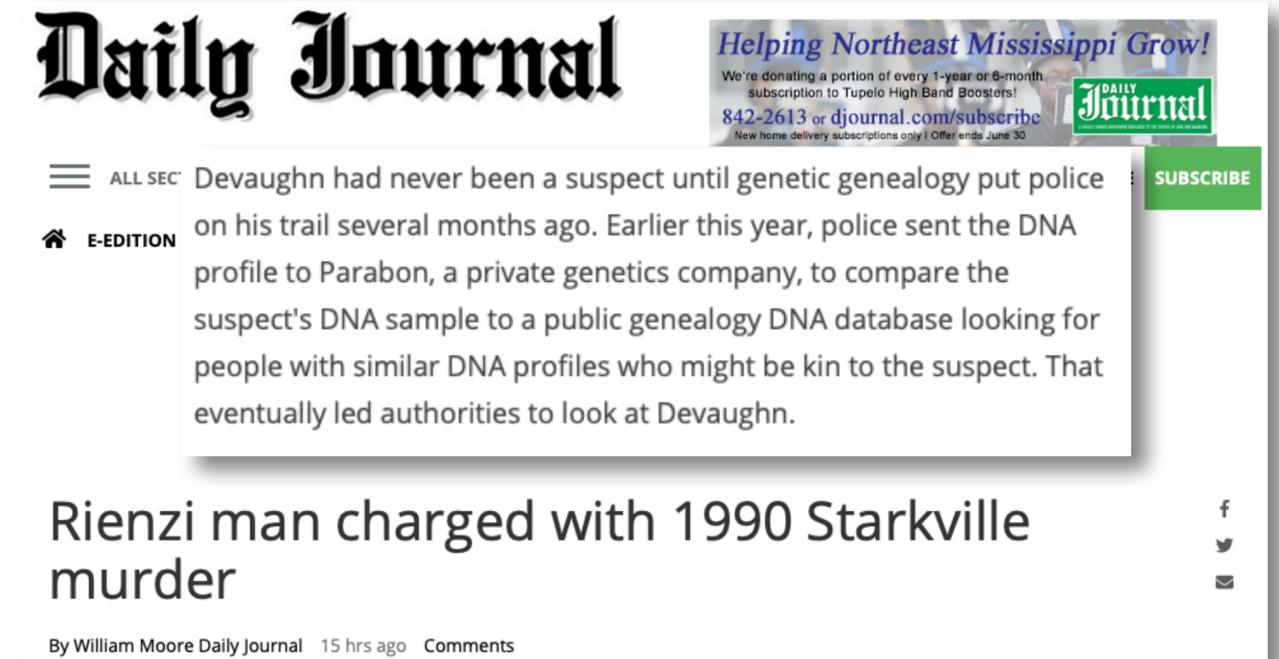 Daily Journal
Helping Northeast Mississippi Grow!
We're donating a portion of every 1-year or 6-month
subscription to Tupelo High Band Boosters!
842-2613 or djournal.com/subscribe
New home delivery subscriptions only | Offer ends June 30
DAILY
Journal
ALL SEC
SUBSCRIBE
E-EDITION
Devaughn had never been a suspect until genetic genealogy put police
on his trail several months ago. Earlier this year, police sent the DNA
profile to Parabon, a private genetics company, to compare the
suspect's DNA sample to a public genealogy DNA database looking for
people with similar DNA profiles who might be kin to the suspect. That
eventually led authorities to look at Devaughn.
Rienzi man charged with 1990 Starkville
murder
By William Moore Daily Journal 15 hrs ago Comments